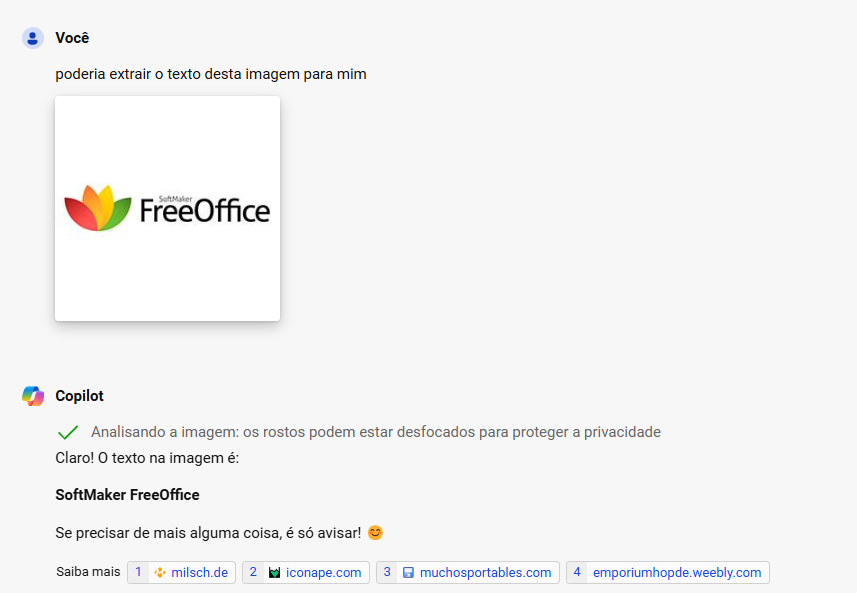 Você
poderia extrair o texto desta imagem para mim
SoftMaker
FreeOffice
Copilot
Analisando a imagem: os rostos podem estar desfocados para proteger a privacidade
Claro! O texto na imagem é:
SoftMaker FreeOffice
Se precisar de mais alguma coisa, é só avisar! 😊
Saiba mais 1 milsch.de 2 iconape.com 3 muchosportables.com 4 emporiumhopde.weebly.com